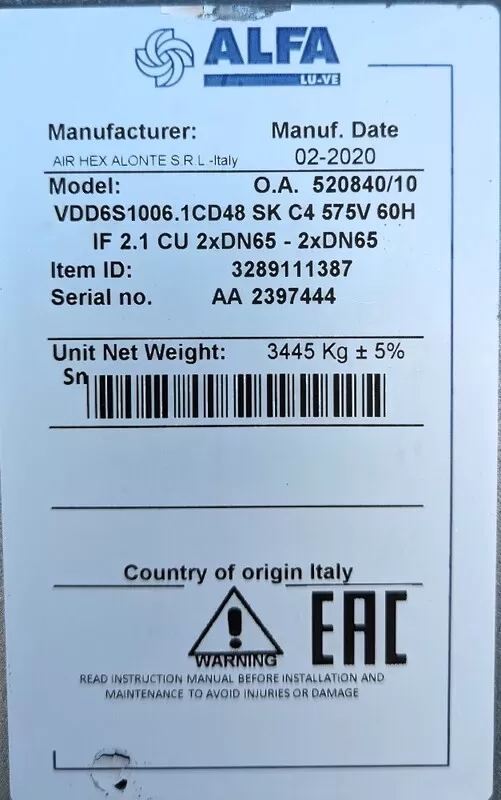 ALFA
LU-VE
Manufacturer: Manuf. Date
AIR HEX ALONTE S.R.L -Italy 02-2020
Model: O.A. 520840/10
VDD6S1006.1CD48 SK C4 575V 60H
IF 2.1 CU 2xDN65 - 2xDN65
Item ID: 3289111387
Serial no. AA 2397444
Unit Net Weight: 3445 Kg ± 5%
Sn
Country of origin Italy
WARNING
EAC
READ INSTRUCTION MANUAL BEFORE INSTALLATION AND
MAINTENANCE TO AVOID INJURIES OR DAMAGE